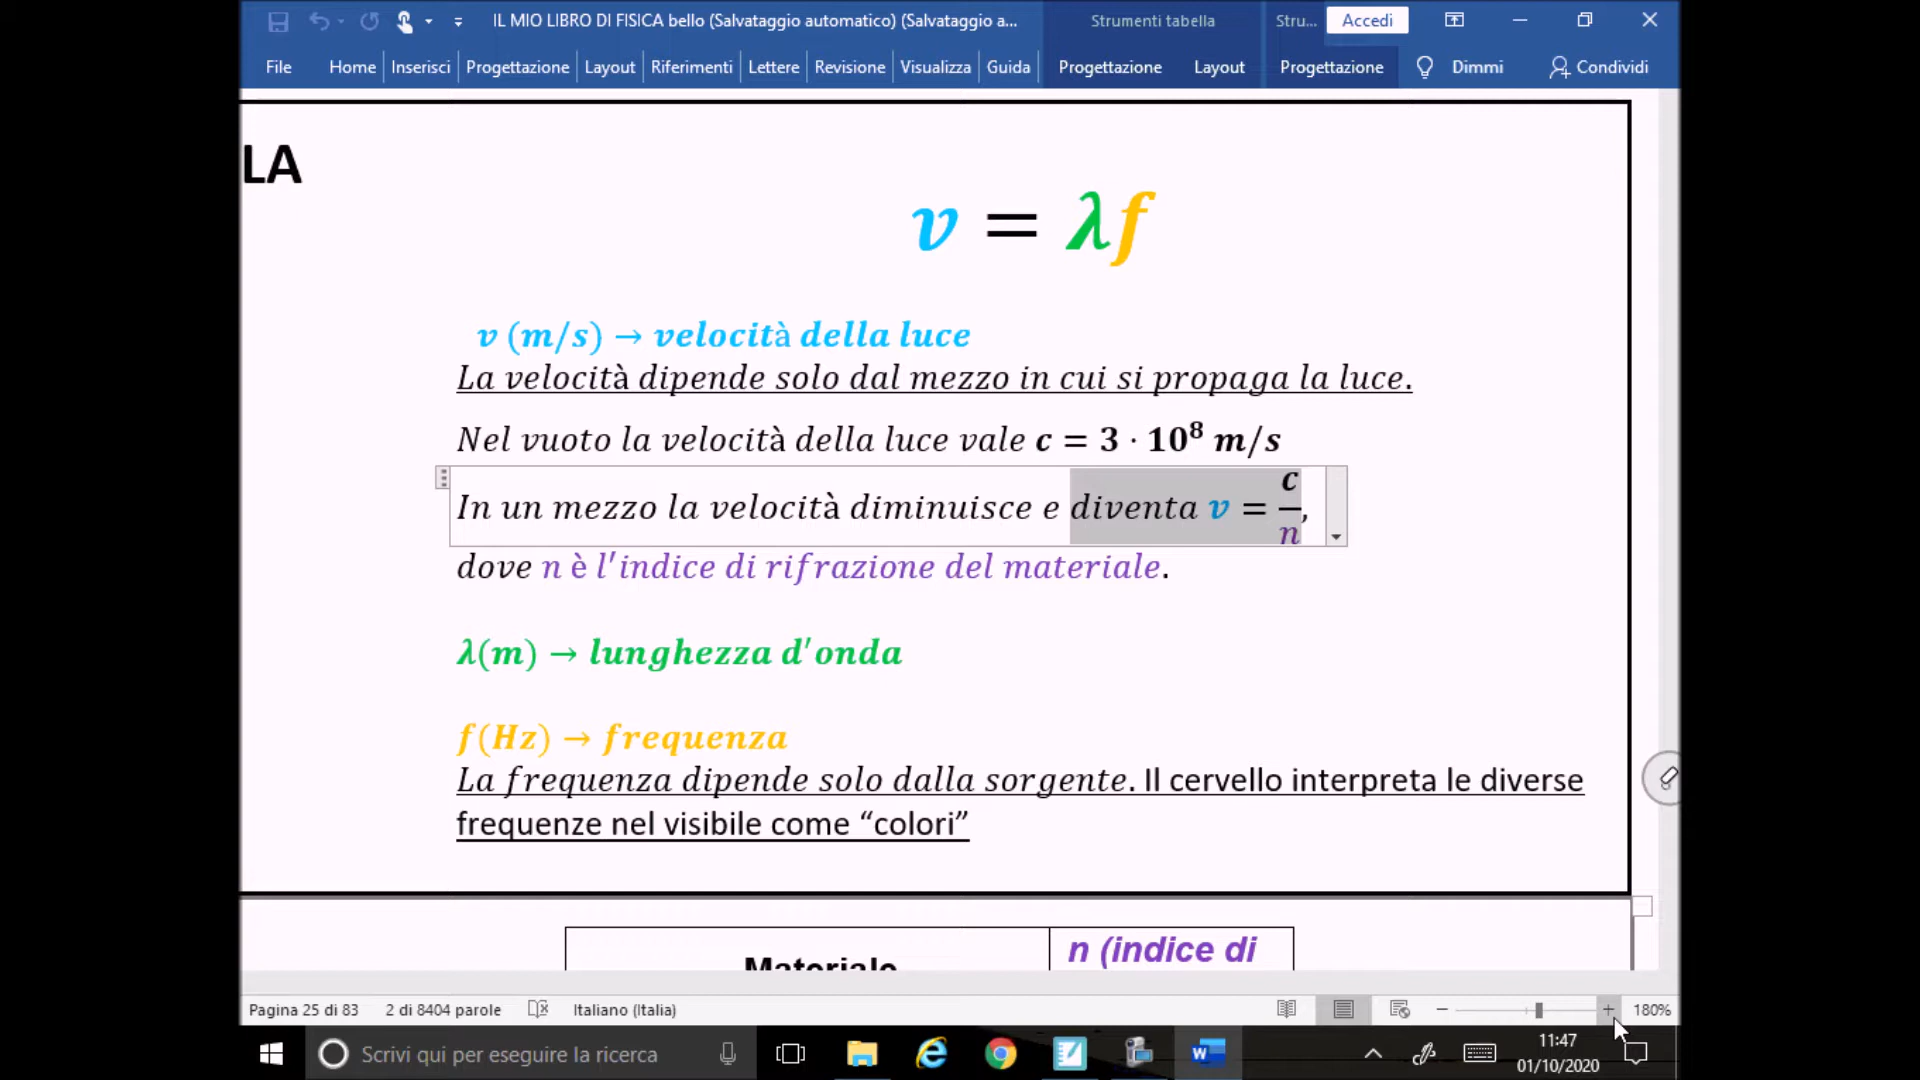 IL MIO LIBRO DI FISICA bello (Salvataggio automatico) (Salvataggio a...
Strumenti tabella
Stru...
Accedi
File
Home
Inserisci
Progettazione
Layout
Riferimenti
Lettere
Revisione
Visualizza
Guida
Progettazione
Layout
Progettazione
Dimmi
Condividi
LA
v = λf
v (m/s) → velocità della luce
La velocità dipende solo dal mezzo in cui si propaga la luce.
Nel vuoto la velocità della luce vale c = 3 · 10⁸ m/s
In un mezzo la velocità diminuisce e diventa v = c/n,
dove n è l'indice di rifrazione del materiale.
λ(m) → lunghezza d'onda
f(Hz) → frequenza
La frequenza dipende solo dalla sorgente. Il cervello interpreta le diverse
frequenze nel visibile come “colori”
Materiale
n (indice di
Pagina 25 di 83
2 di 8404 parole
Italiano (Italia)
180%
Scrivi qui per eseguire la ricerca
11:47
01/10/2020